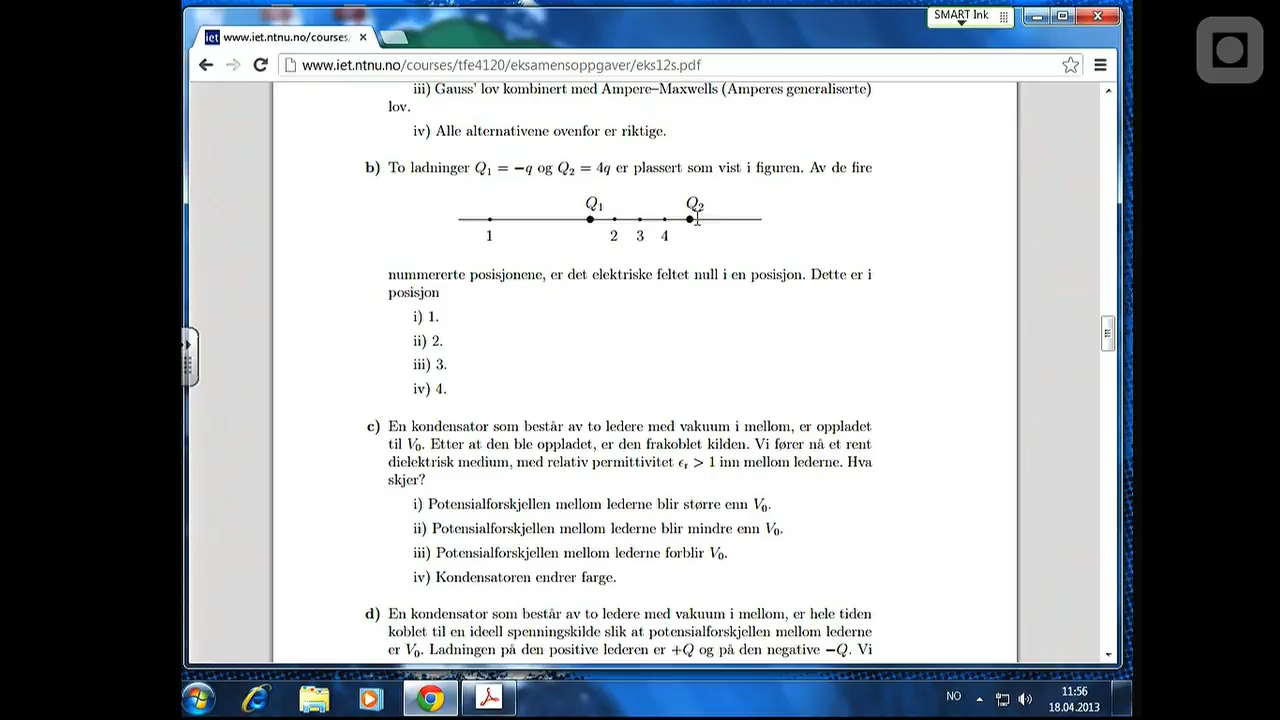 SMART Ink
iet www.iet.ntnu.no/courses
www.iet.ntnu.no/courses/tfe4120/eksamensoppgaver/eks12s.pdf
iii) Gauss' lov kombinert med Ampere–Maxwells (Amperes generaliserte)
lov.
iv) Alle alternativene ovenfor er riktige.
b) To ladninger Q₁ = −q og Q₂ = 4q er plassert som vist i figuren. Av de fire
Q₁ Q₂
1 2 3 4
nummererte posisjonene, er det elektriske feltet null i en posisjon. Dette er i
posisjon
i) 1.
ii) 2.
iii) 3.
iv) 4.
c) En kondensator som består av to ledere med vakuum i mellom, er oppladet
til V₀. Etter at den ble oppladet, er den frakoblet kilden. Vi fører nå et rent
dielektrisk medium, med relativ permittivitet ϵᵣ > 1 inn mellom lederne. Hva
skjer?
i) Potensialforskjellen mellom lederne blir større enn V₀.
ii) Potensialforskjellen mellom lederne blir mindre enn V₀.
iii) Potensialforskjellen mellom lederne forblir V₀.
iv) Kondensatoren endrer farge.
d) En kondensator som består av to ledere med vakuum i mellom, er hele tiden
koblet til en ideell spenningskilde slik at potensialforskjellen mellom lederne
er V₀. Ladningen på den positive lederen er +Q og på den negative −Q. Vi
NO
11:56
18.04.2013